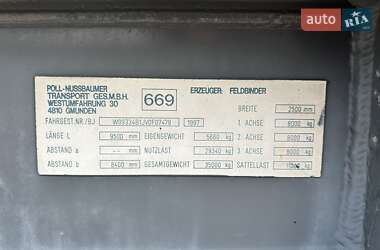 AUTO RIA.com
POLL-NUSSBAUMER
TRANSPORT GES.M.B.H.
WESTUMFAHRUNG 30
4810 GMUNDEN
669
ERZEUGER: FELDBINDER
BREITE 2500 mm
FAHRGEST.NR./BJ 1997
1. ACHSE 8000 kg
LÄNGE L 9500 mm EIGENGEWICHT 5660 kg
2. ACHSE 8000 kg
ABSTAND a -- mm NUTZLAST 29340 kg
3. ACHSE 8000 kg
ABSTAND b 8400 mm GESAMTGEWICHT 35000 kg
SATTELLAST kg